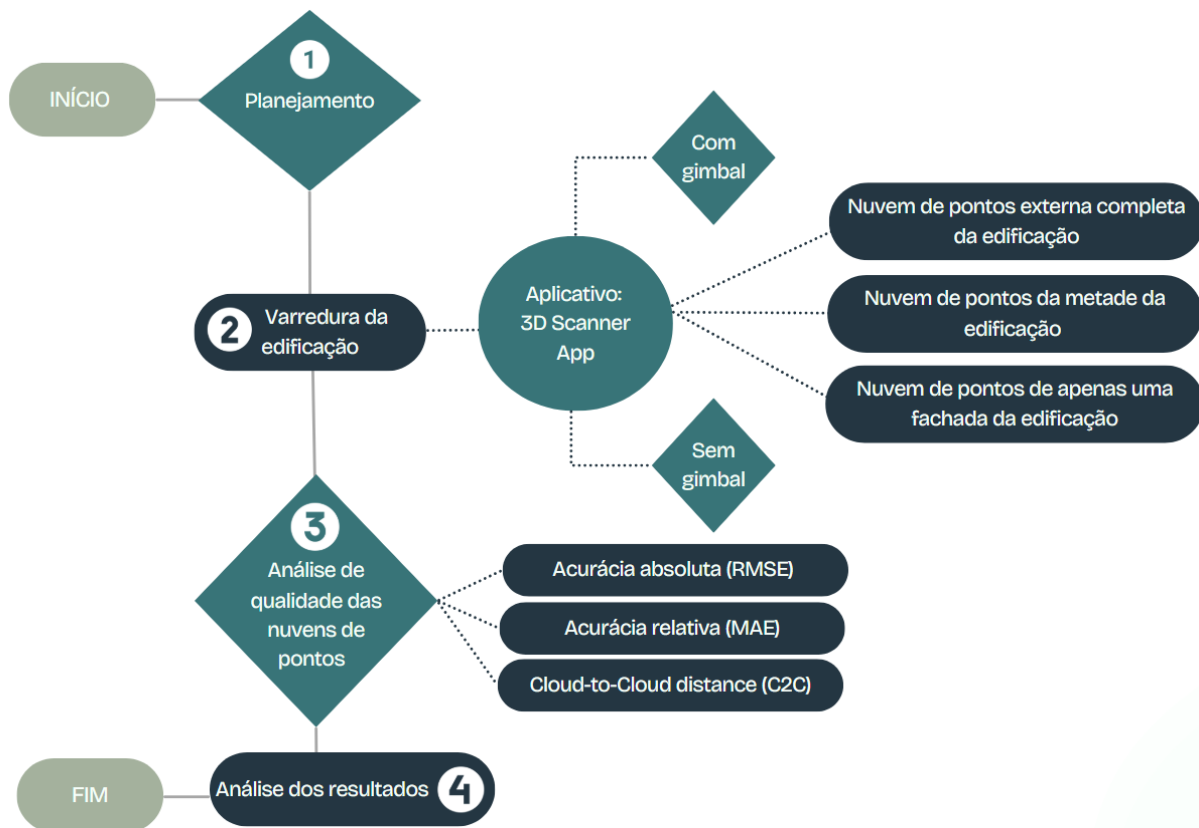 INÍCIO
1
Planejamento
Com
gimbal
Nuvem de pontos externa completa
da edificação
2
Varredura da
edificação
Aplicativo:
3D Scanner
App
Nuvem de pontos da metade da
edificação
Nuvem de pontos de apenas uma
fachada da edificação
Sem
gimbal
3
Análise de
qualidade das
nuvens de
pontos
Acurácia absoluta (RMSE)
Acurácia relativa (MAE)
Cloud-to-Cloud distance (C2C)
Análise dos resultados 4
FIM